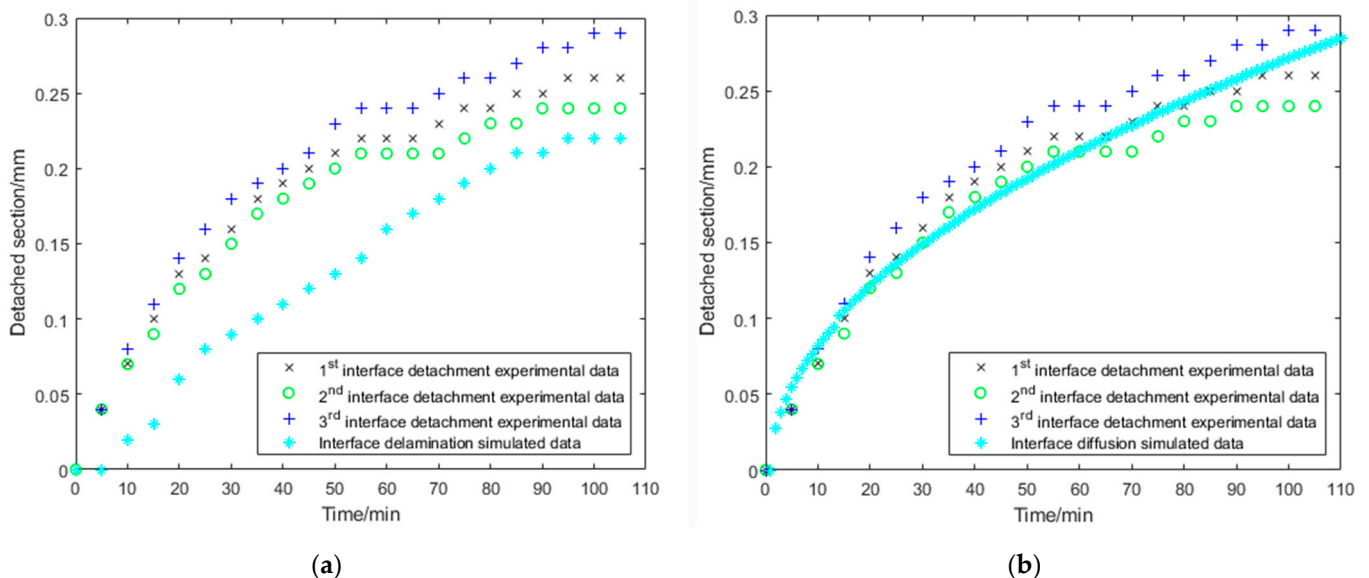 0.3
0.25
0.2
0.15
0.1
0.05
0
Detached section/mm
1st interface detachment experimental data
2nd interface detachment experimental data
3rd interface detachment experimental data
Interface delamination simulated data
0 10 20 30 40 50 60 70 80 90 100 110
Time/min
(a)
0.3
0.25
0.2
0.15
0.1
0.05
0
Detached section/mm
1st interface detachment experimental data
2nd interface detachment experimental data
3rd interface detachment experimental data
Interface diffusion simulated data
0 10 20 30 40 50 60 70 80 90 100 110
Time/min
(b)